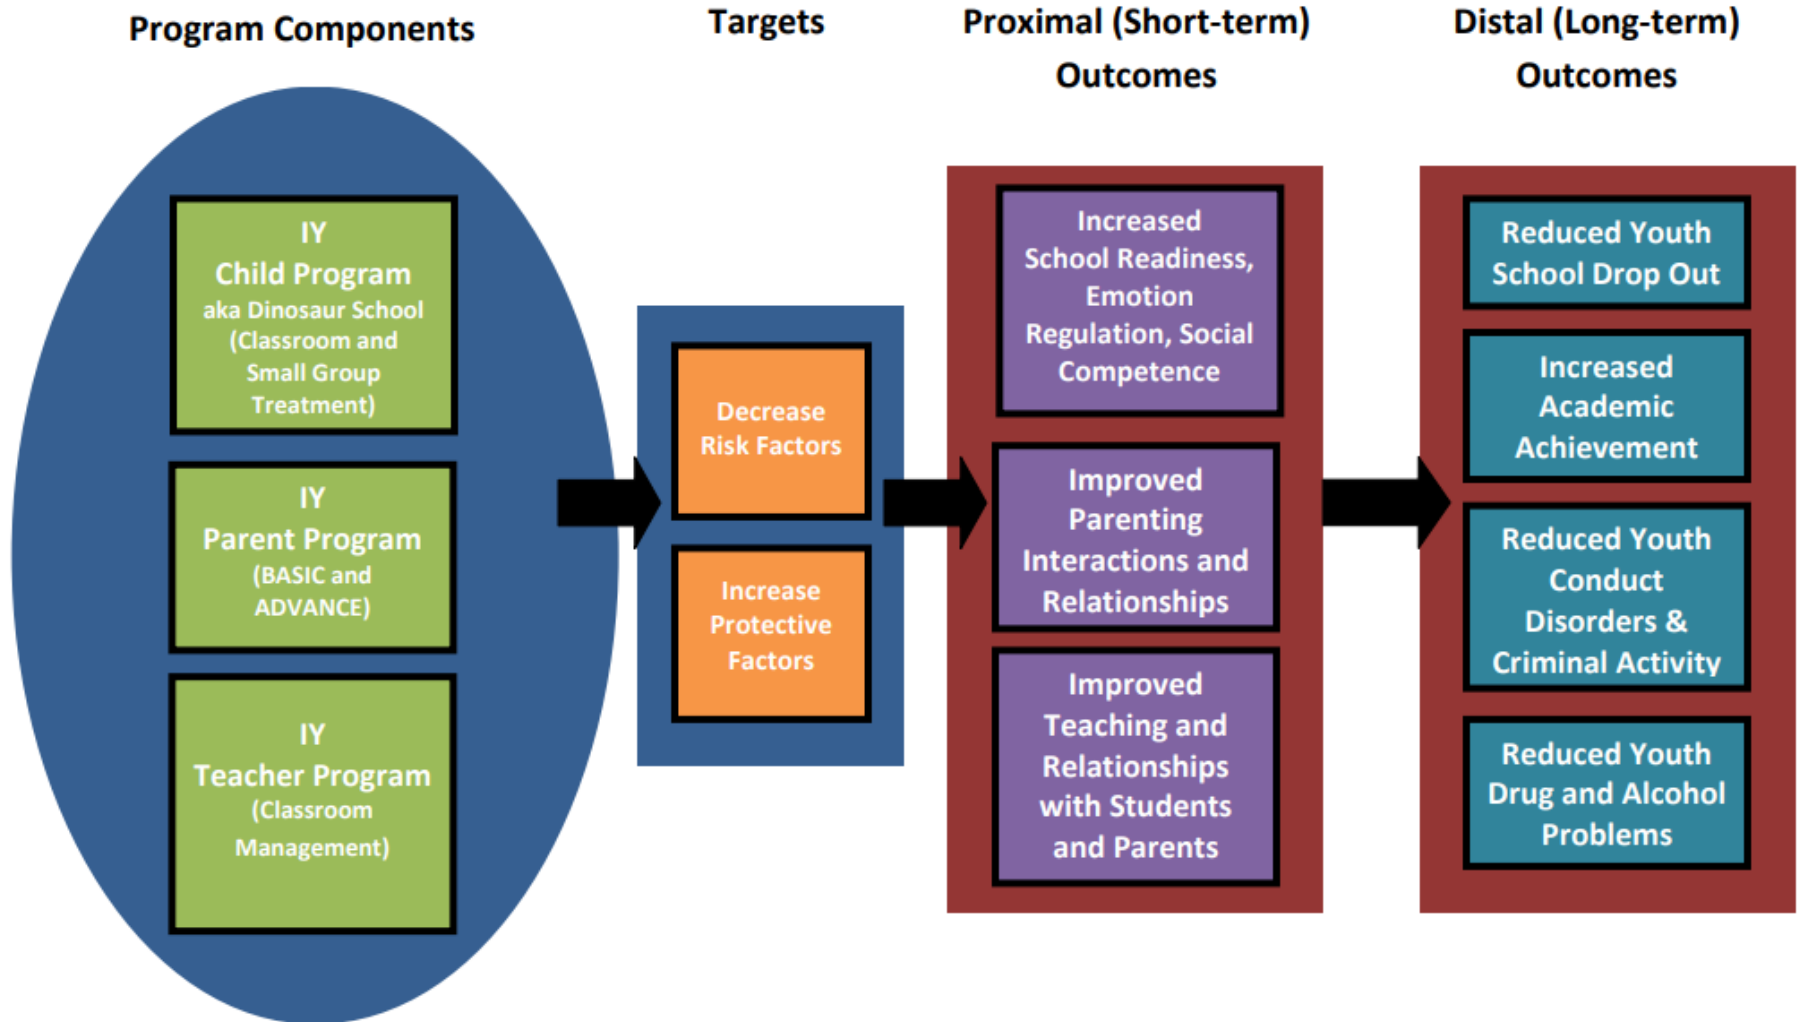 Program Components
IY
Child Program
aka Dinosaur School
(Classroom and
Small Group
Treatment)
IY
Parent Program
(BASIC and
ADVANCE)
IY
Teacher Program
(Classroom
Management)
Targets
Decrease
Risk Factors
Increase
Protective
Factors
Proximal (Short-term)
Outcomes
Increased
School Readiness,
Emotion
Regulation, Social
Competence
Improved
Parenting
Interactions and
Relationships
Improved
Teaching and
Relationships
with Students
and Parents
Distal (Long-term)
Outcomes
Reduced Youth
School Drop Out
Increased
Academic
Achievement
Reduced Youth
Conduct
Disorders &
Criminal Activity
Reduced Youth
Drug and Alcohol
Problems